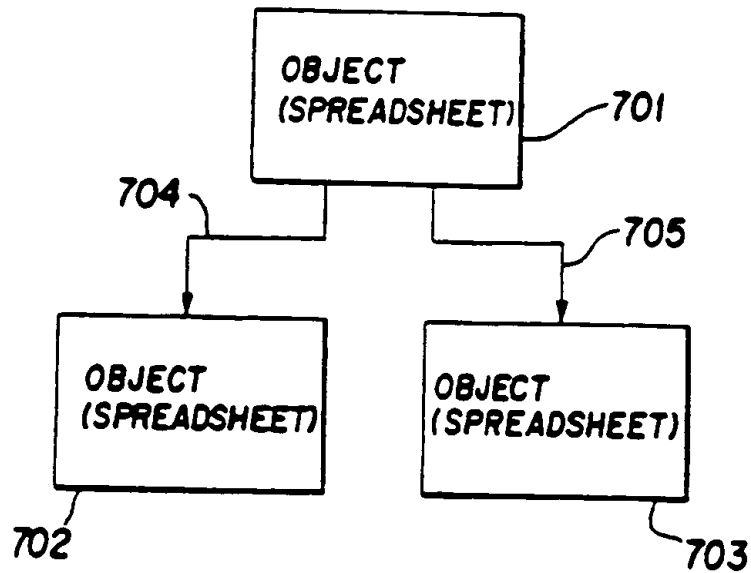 OBJECT
(SPREADSHEET)
701
704
705
OBJECT
(SPREADSHEET)
OBJECT
(SPREADSHEET)
702
703